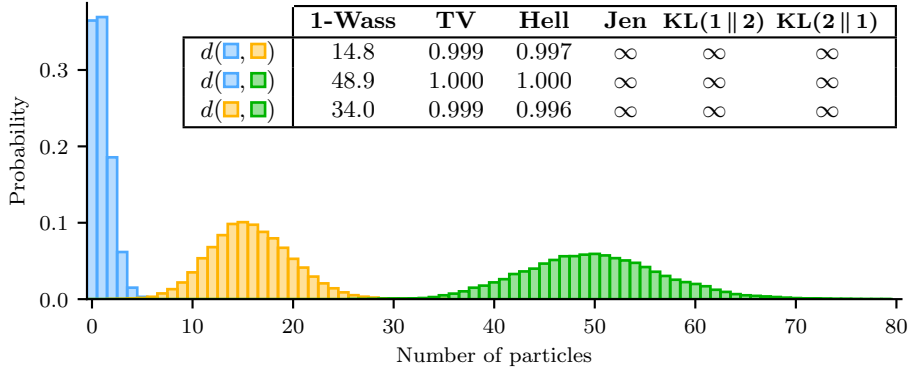 1-Wass TV Hell Jen KL(1 ∥ 2) KL(2 ∥ 1)
d( , ) 14.8 0.999 0.997 ∞ ∞ ∞
d( , ) 48.9 1.000 1.000 ∞ ∞ ∞
d( , ) 34.0 0.999 0.996 ∞ ∞ ∞
Probability
0.3
0.2
0.1
0.0
0 10 20 30 40 50 60 70 80
Number of particles